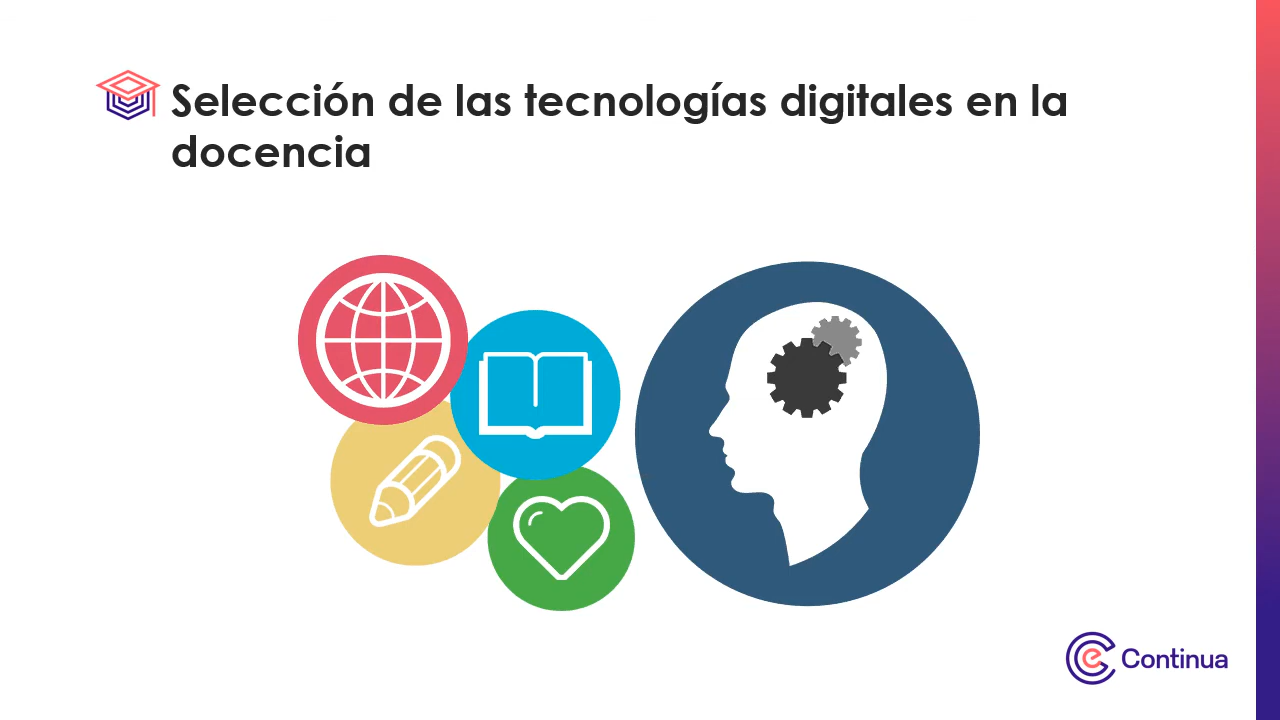 Selección de las tecnologías digitales en la
docencia
Continua